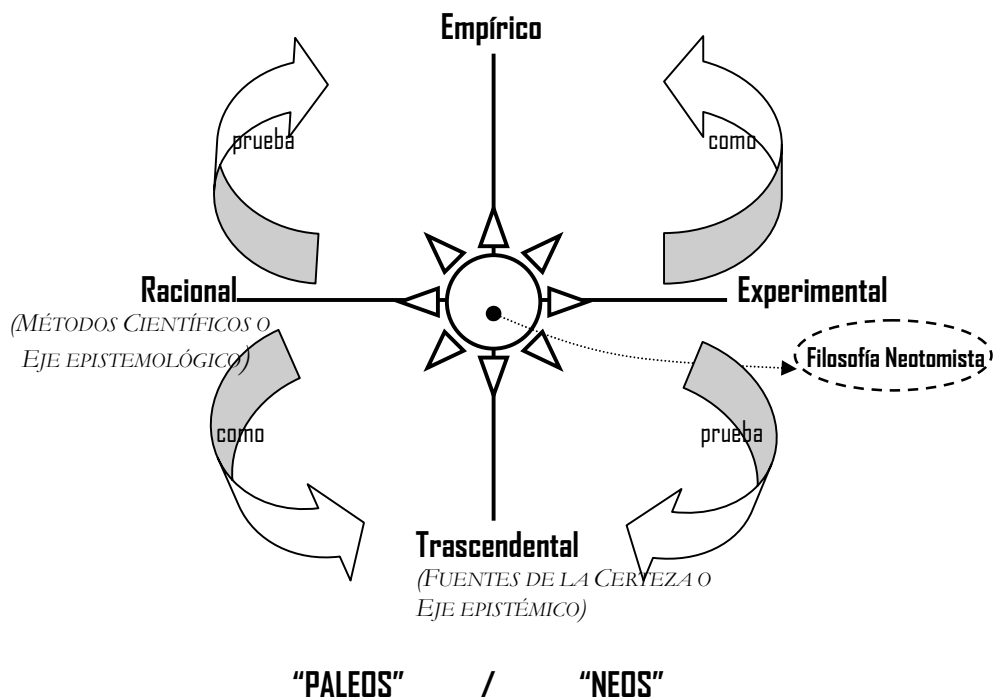 Empírico
prueba
como
Racional
Experimental
(MÉTODOS CIENTÍFICOS O
EJE EPISTEMOLÓGICO)
Filosofía Neotomista
como
prueba
Trascendental
(FUENTES DE LA CERTEZA O
EJE EPISTÉMICO)
“PALEOS” / “NEOS”